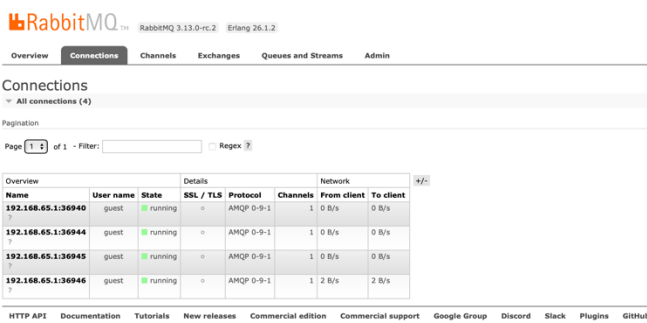 RabbitMQ TM RabbitMQ 3.13.0-rc.2 Erlang 26.1.2
Overview Connections Channels Exchanges Queues and Streams Admin
Connections
All connections (4)
Pagination
Page 1 of 1 - Filter: Regex ?
Overview Details Network +/-
Name User name State SSL / TLS Protocol Channels From client To client
192.168.65.1:36940 guest running AMQP 0-9-1 1 0 B/s 0 B/s
?
192.168.65.1:36944 guest running AMQP 0-9-1 1 0 B/s 0 B/s
?
192.168.65.1:36945 guest running AMQP 0-9-1 1 0 B/s 0 B/s
?
192.168.65.1:36946 guest running AMQP 0-9-1 1 2 B/s 2 B/s
?
HTTP API Documentation Tutorials New releases Commercial edition Commercial support Google Group Discord Slack Plugins GitHub